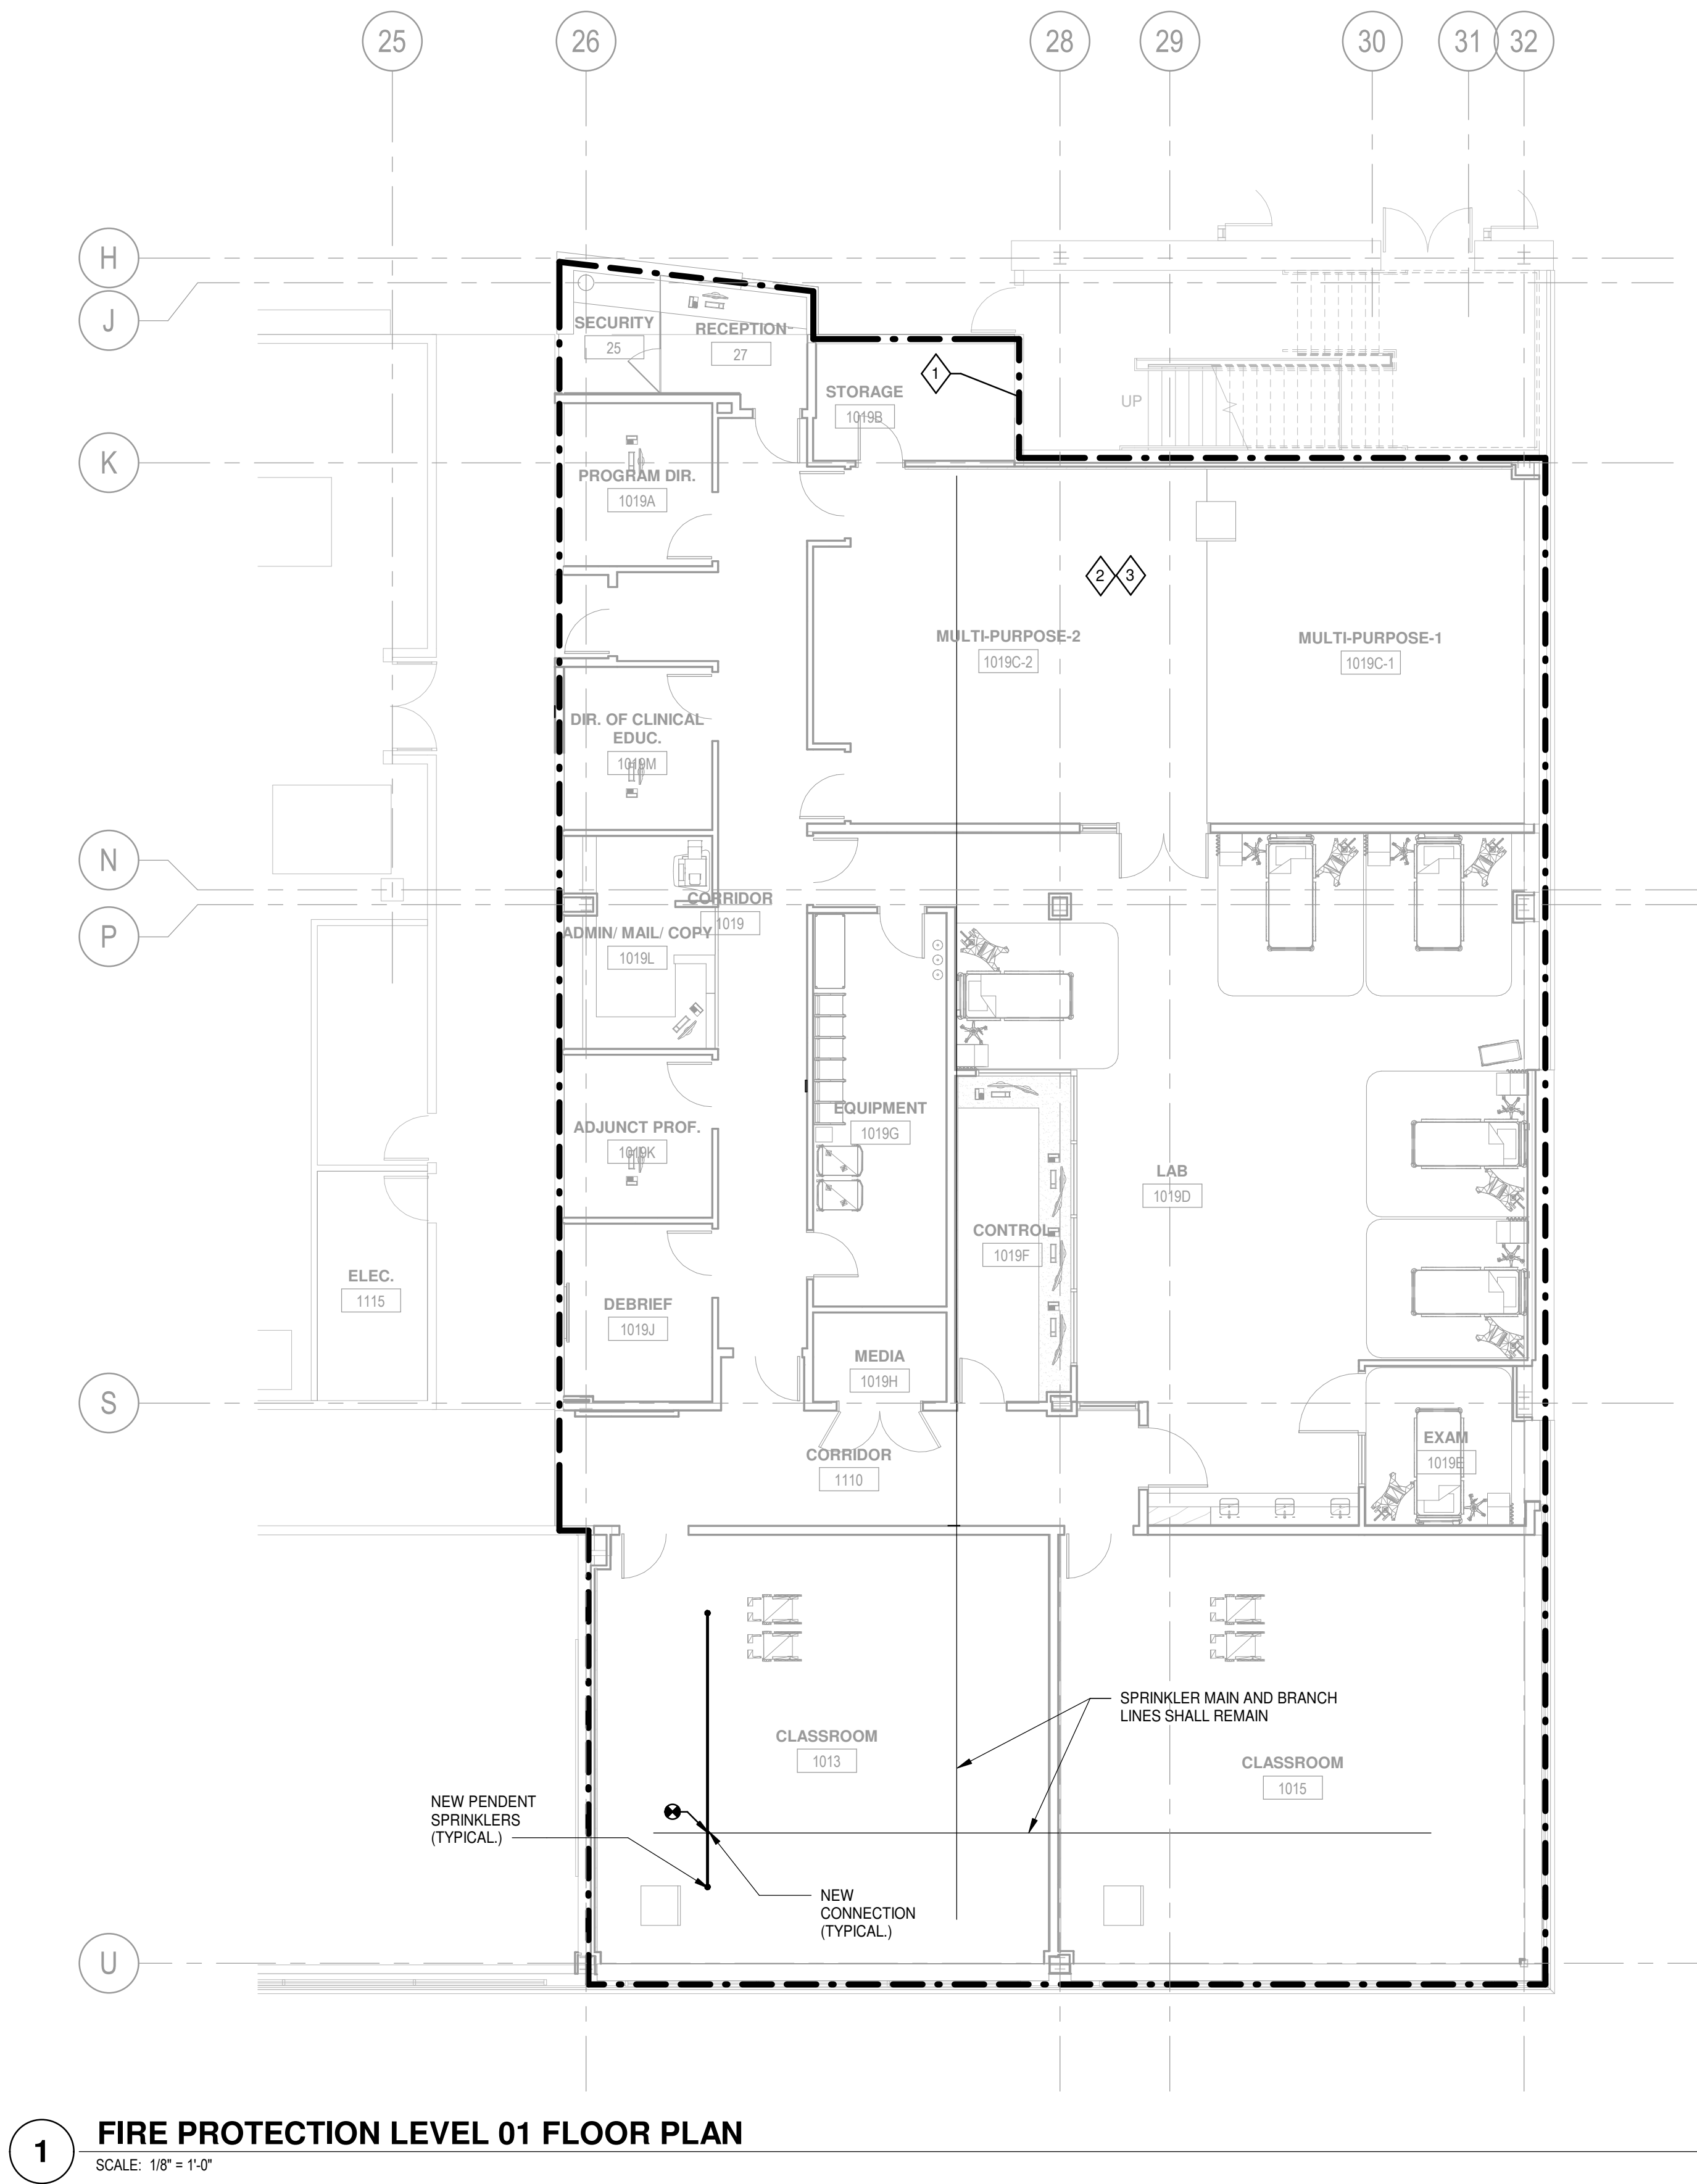 25
26
28
29
30
31
32
H
J
SECURITY
25
RECEPTION
27
1
STORAGE
1019B
UP
K
PROGRAM DIR.
1019A
2
3
MULTI-PURPOSE-2
1019C-2
MULTI-PURPOSE-1
1019C-1
DIR. OF CLINICAL
EDUC.
1019M
N
CORRIDOR
1019
P
ADMIN/ MAIL/ COPY
1019L
EQUIPMENT
1019G
ADJUNCT PROF.
1019K
LAB
1019D
CONTROL
1019F
ELEC.
1115
DEBRIEF
1019J
MEDIA
1019H
S
CORRIDOR
1110
EXAM
1019E
SPRINKLER MAIN AND BRANCH
LINES SHALL REMAIN
CLASSROOM
1013
CLASSROOM
1015
NEW PENDENT
SPRINKLERS
(TYPICAL.)
NEW
CONNECTION
(TYPICAL.)
U
1
FIRE PROTECTION LEVEL 01 FLOOR PLAN
SCALE: 1/8" = 1'-0"